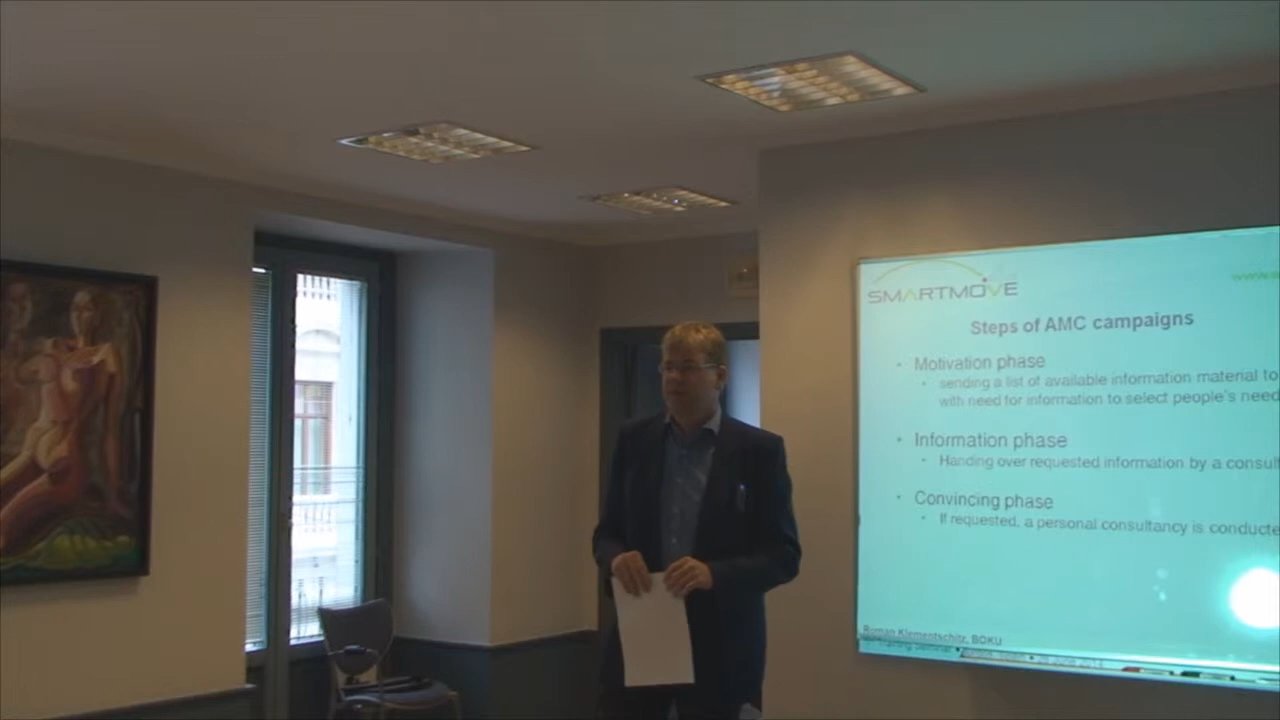 SMARTMOVE
Steps of AMC campaigns
• Motivation phase
• sending a list of available information material to
with need for information to select people's need
• Information phase
• Handing over requested information by a consult
• Convincing phase
• If requested, a personal consultancy is conducte
Roman Klementschitz, BOKU
Training Seminar •